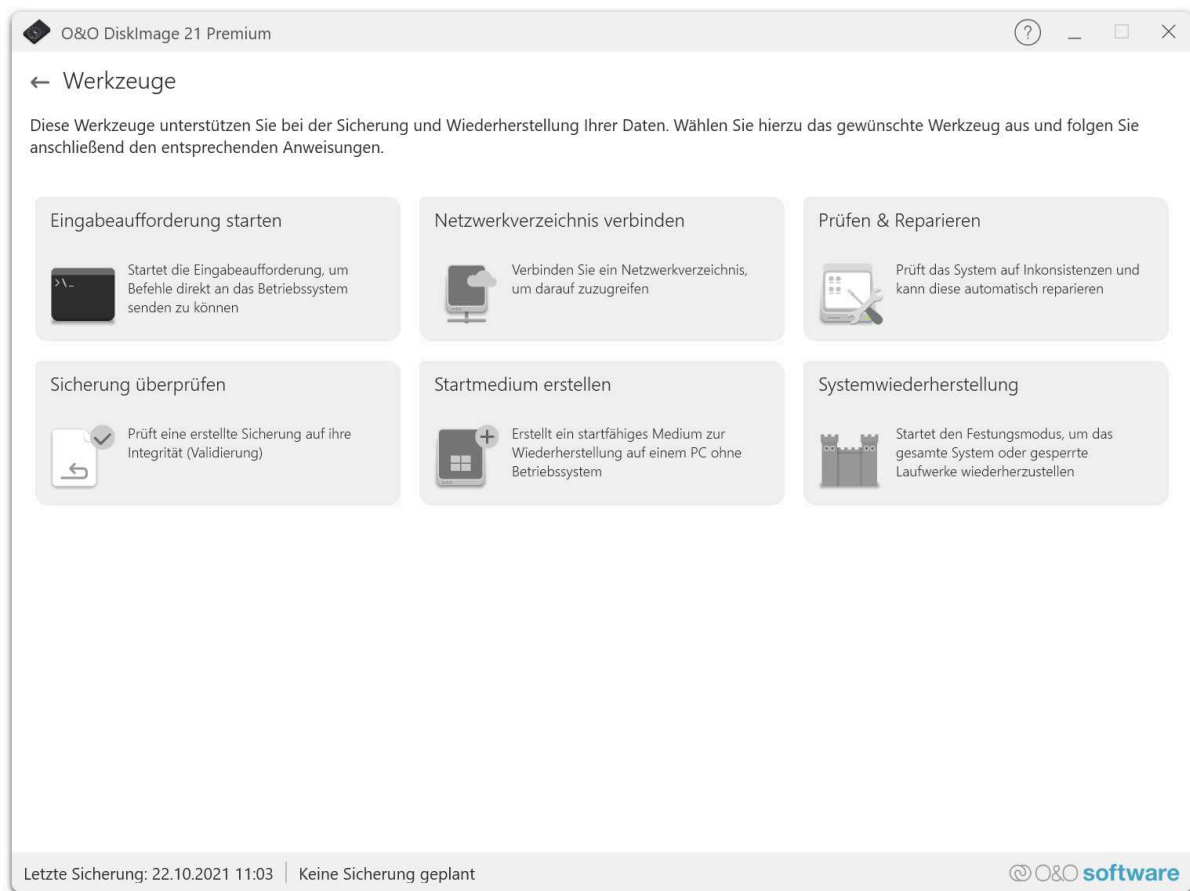 O&O DiskImage 21 Premium
?
← Werkzeuge
Diese Werkzeuge unterstützen Sie bei der Sicherung und Wiederherstellung Ihrer Daten. Wählen Sie hierzu das gewünschte Werkzeug aus und folgen Sie
anschließend den entsprechenden Anweisungen.
Eingabeaufforderung starten
Startet die Eingabeaufforderung, um
Befehle direkt an das Betriebssystem
senden zu können
Netzwerkverzeichnis verbinden
Verbinden Sie ein Netzwerkverzeichnis,
um darauf zuzugreifen
Prüfen & Reparieren
Prüft das System auf Inkonsistenzen und
kann diese automatisch reparieren
Sicherung überprüfen
Prüft eine erstellte Sicherung auf ihre
Integrität (Validierung)
Startmedium erstellen
Erstellt ein startfähiges Medium zur
Wiederherstellung auf einem PC ohne
Betriebssystem
Systemwiederherstellung
Startet den Festungsmodus, um das
gesamte System oder gesperrte
Laufwerke wiederherzustellen
Letzte Sicherung: 22.10.2021 11:03 | Keine Sicherung geplant
O&O software